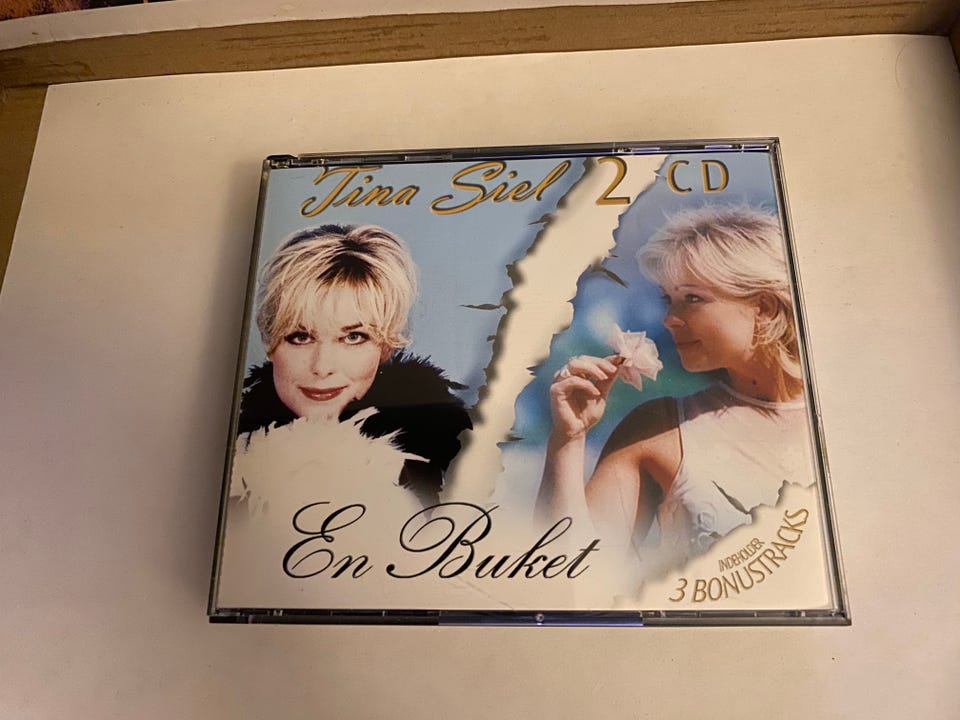 Tina Siel 2 CD
En Buket
INDEHOLDER
3 BONUSTRACKS